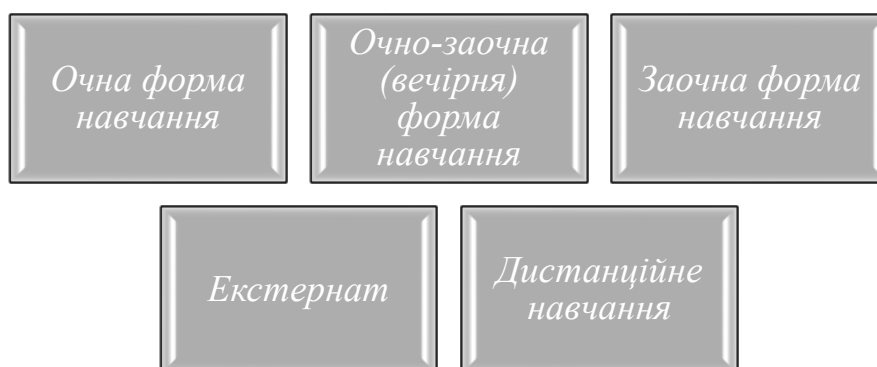 Очна форма
навчання
Очно-заочна
(вечірня)
форма
навчання
Заочна форма
навчання
Екстернат
Дистанційне
навчання